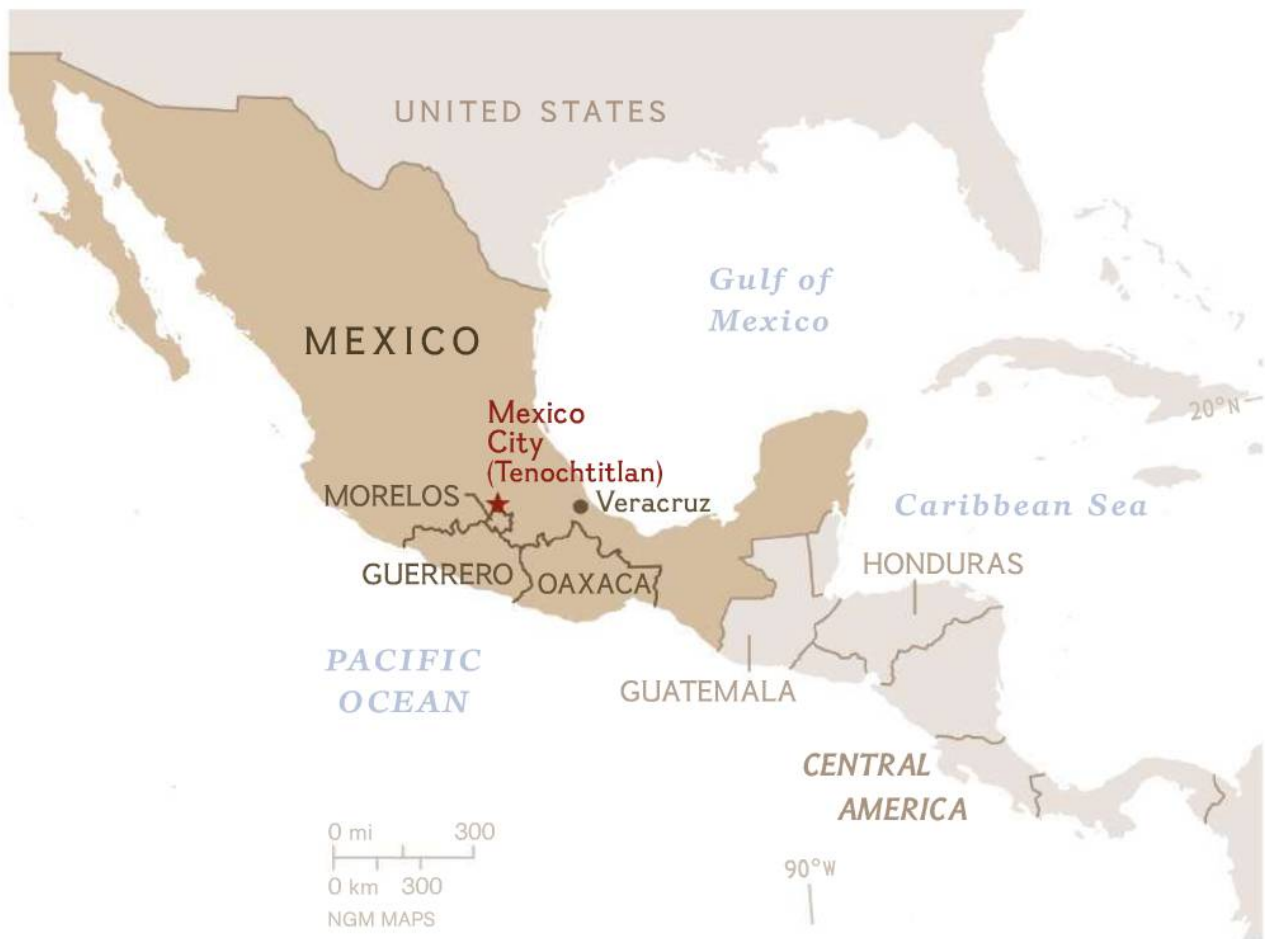 UNITED STATES
Gulf of
Mexico
MEXICO
20°N
Mexico
City
(Tenochtitlan)
MORELOS
Veracruz
Caribbean Sea
HONDURAS
GUERRERO
OAXACA
PACIFIC
OCEAN
GUATEMALA
CENTRAL
AMERICA
0 mi 300
0 km 300
90°W
NGM MAPS